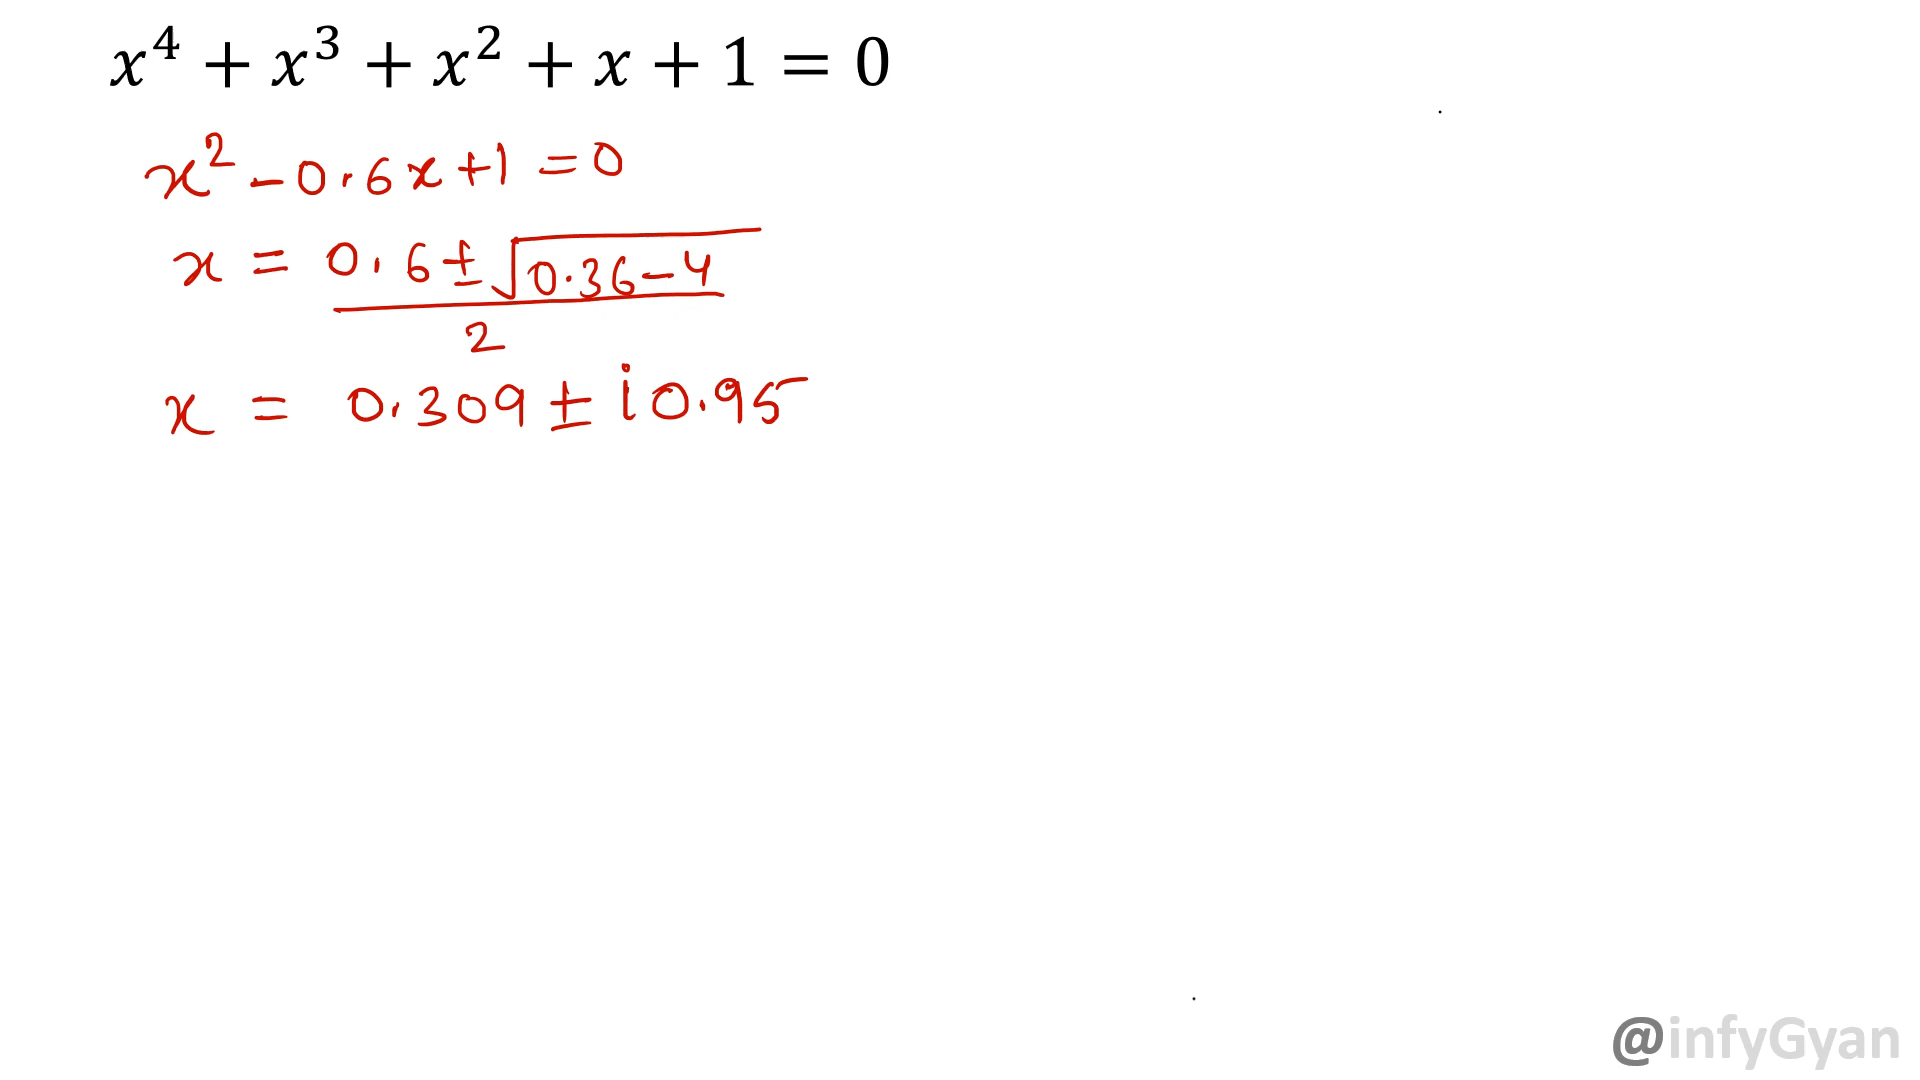 x⁴ + x³ + x² + x + 1 = 0
x² - 0.6x + 1 = 0
x = (0.6 ± √(0.36 - 4)) / 2
x = 0.309 ± i 0.95
@infyGyan